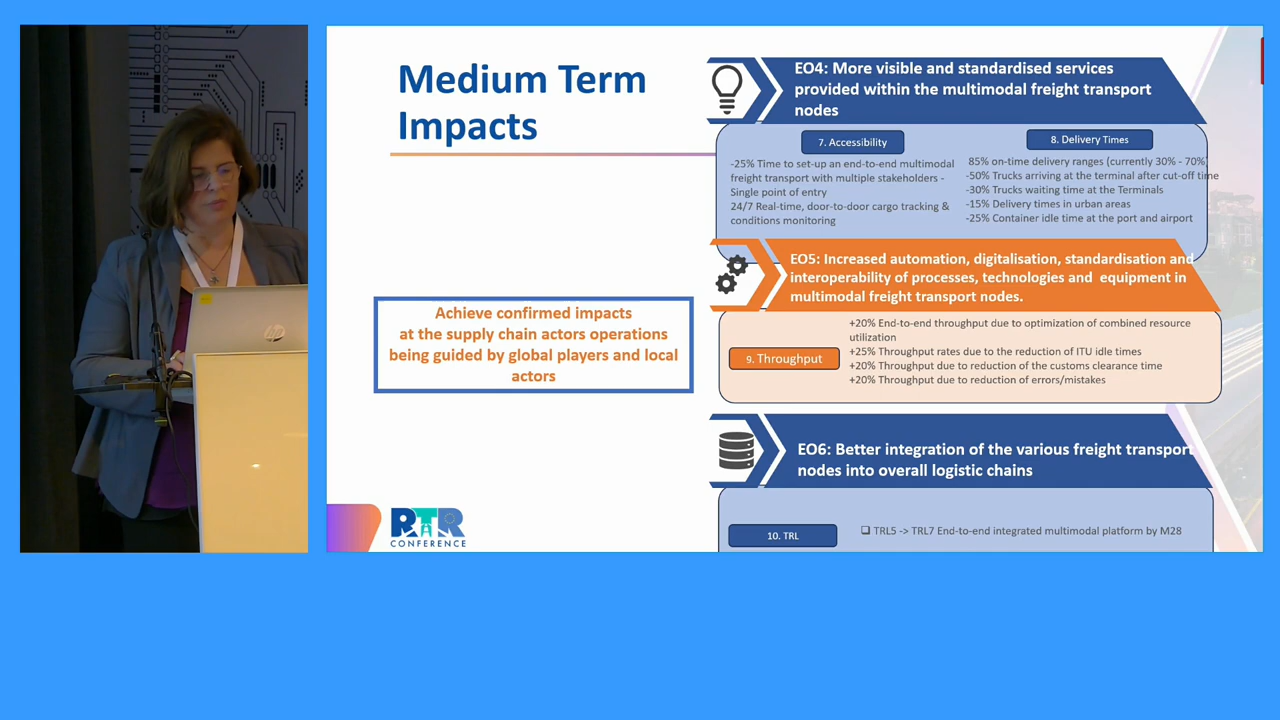 Medium Term
Impacts
Achieve confirmed impacts
at the supply chain actors operations
being guided by global players and local
actors
RTR
CONFERENCE
EO4: More visible and standardised services
provided within the multimodal freight transport
nodes
7. Accessibility
-25% Time to set-up an end-to-end multimodal
freight transport with multiple stakeholders -
Single point of entry
24/7 Real-time, door-to-door cargo tracking &
conditions monitoring
8. Delivery Times
85% on-time delivery ranges (currently 30% - 70%)
-50% Trucks arriving at the terminal after cut-off time
-30% Trucks waiting time at the Terminals
-15% Delivery times in urban areas
-25% Container idle time at the port and airport
EO5: Increased automation, digitalisation, standardisation and
interoperability of processes, technologies and equipment in
multimodal freight transport nodes.
9. Throughput
+20% End-to-end throughput due to optimization of combined resource
utilization
+25% Throughput rates due to the reduction of ITU idle times
+20% Throughput due to reduction of the customs clearance time
+20% Throughput due to reduction of errors/mistakes
EO6: Better integration of the various freight transport
nodes into overall logistic chains
10. TRL
❑ TRL5 -> TRL7 End-to-end integrated multimodal platform by M28
hp